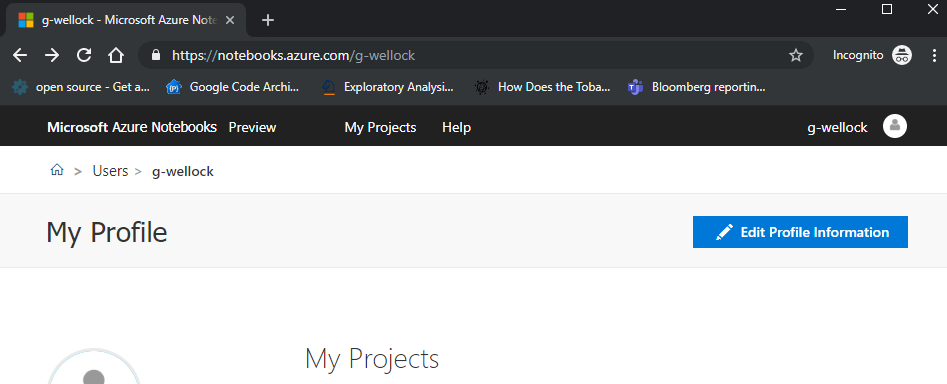 g-wellock - Microsoft Azure Note
https://notebooks.azure.com/g-wellock
Incognito
open source - Get a... Google Code Archi... Exploratory Analysi... How Does the Toba... Bloomberg reportin...
Microsoft Azure Notebooks Preview My Projects Help g-wellock
> Users > g-wellock
My Profile
Edit Profile Information
My Projects